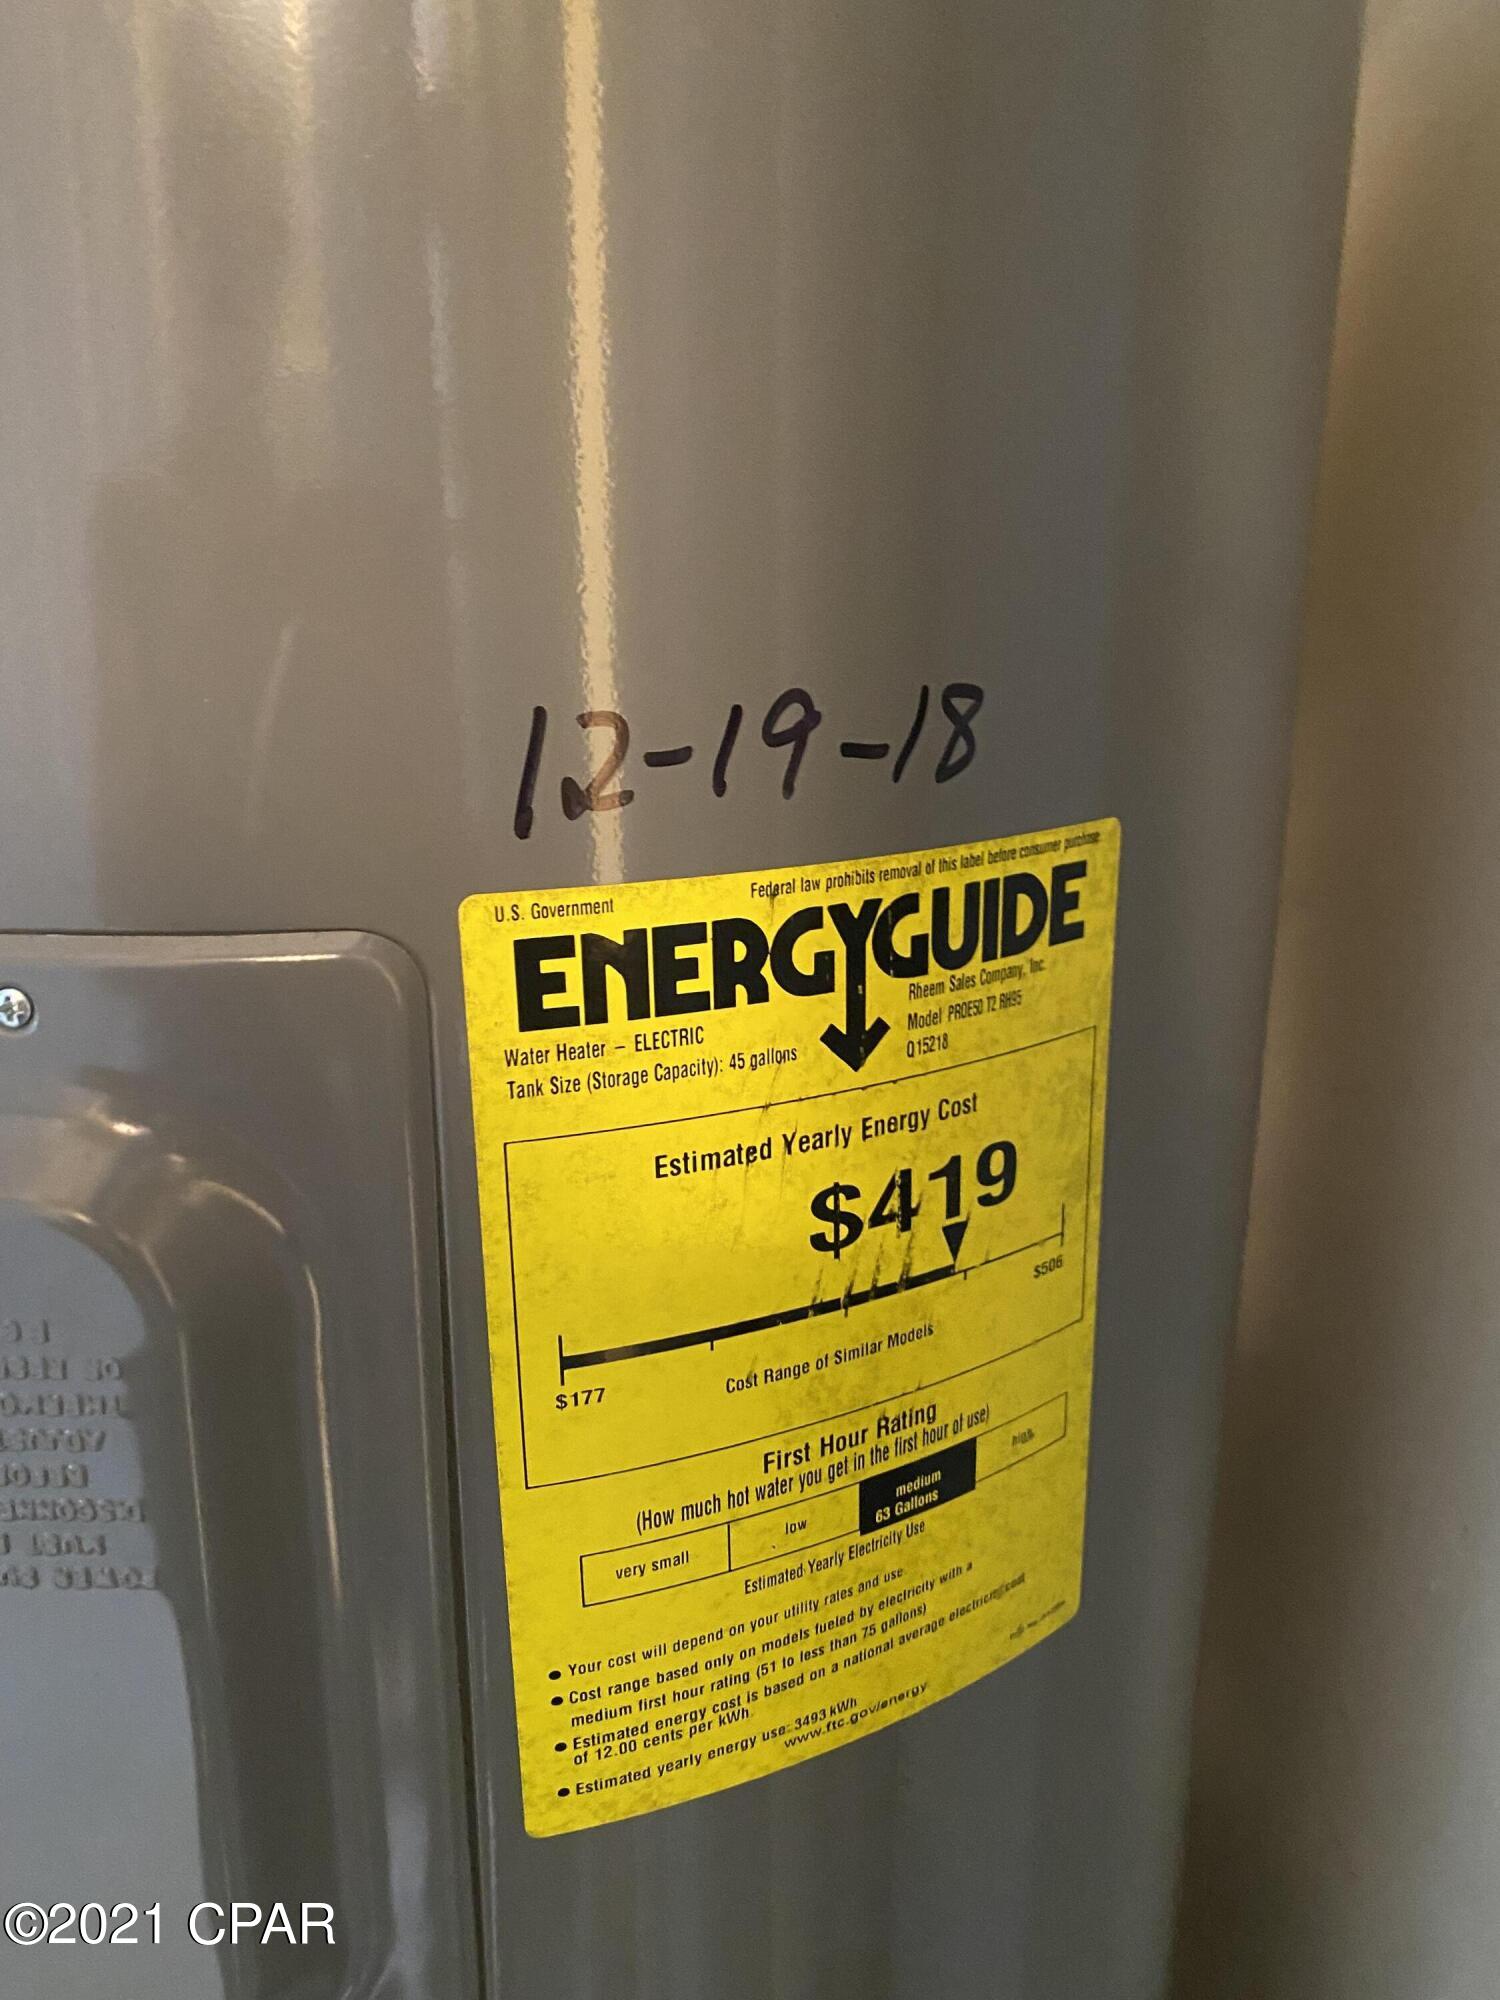 12-19-18
Federal law prohibits removal of this label before consumer purchase.
U.S. Government
ENERGYGUIDE
Water Heater – ELECTRIC
Tank Size (Storage Capacity): 45 gallons
Rheem Sales Company, Inc.
Model PROE50 T2 RH95
Q15218
Estimated Yearly Energy Cost
$419
$177
$506
Cost Range of Similar Models
First Hour Rating
(How much hot water you get in the first hour of use)
very small
low
medium
63 Gallons
high
Estimated Yearly Electricity Use
● Your cost will depend on your utility rates and use.
● Cost range based only on models fueled by electricity with a
medium first hour rating (51 to less than 75 gallons)
● Estimated energy cost is based on a national average electricity cost
of 12.00 cents per kWh.
● Estimated yearly energy use: 3493 kWh
www.ftc.gov/energy
©2021 CPAR